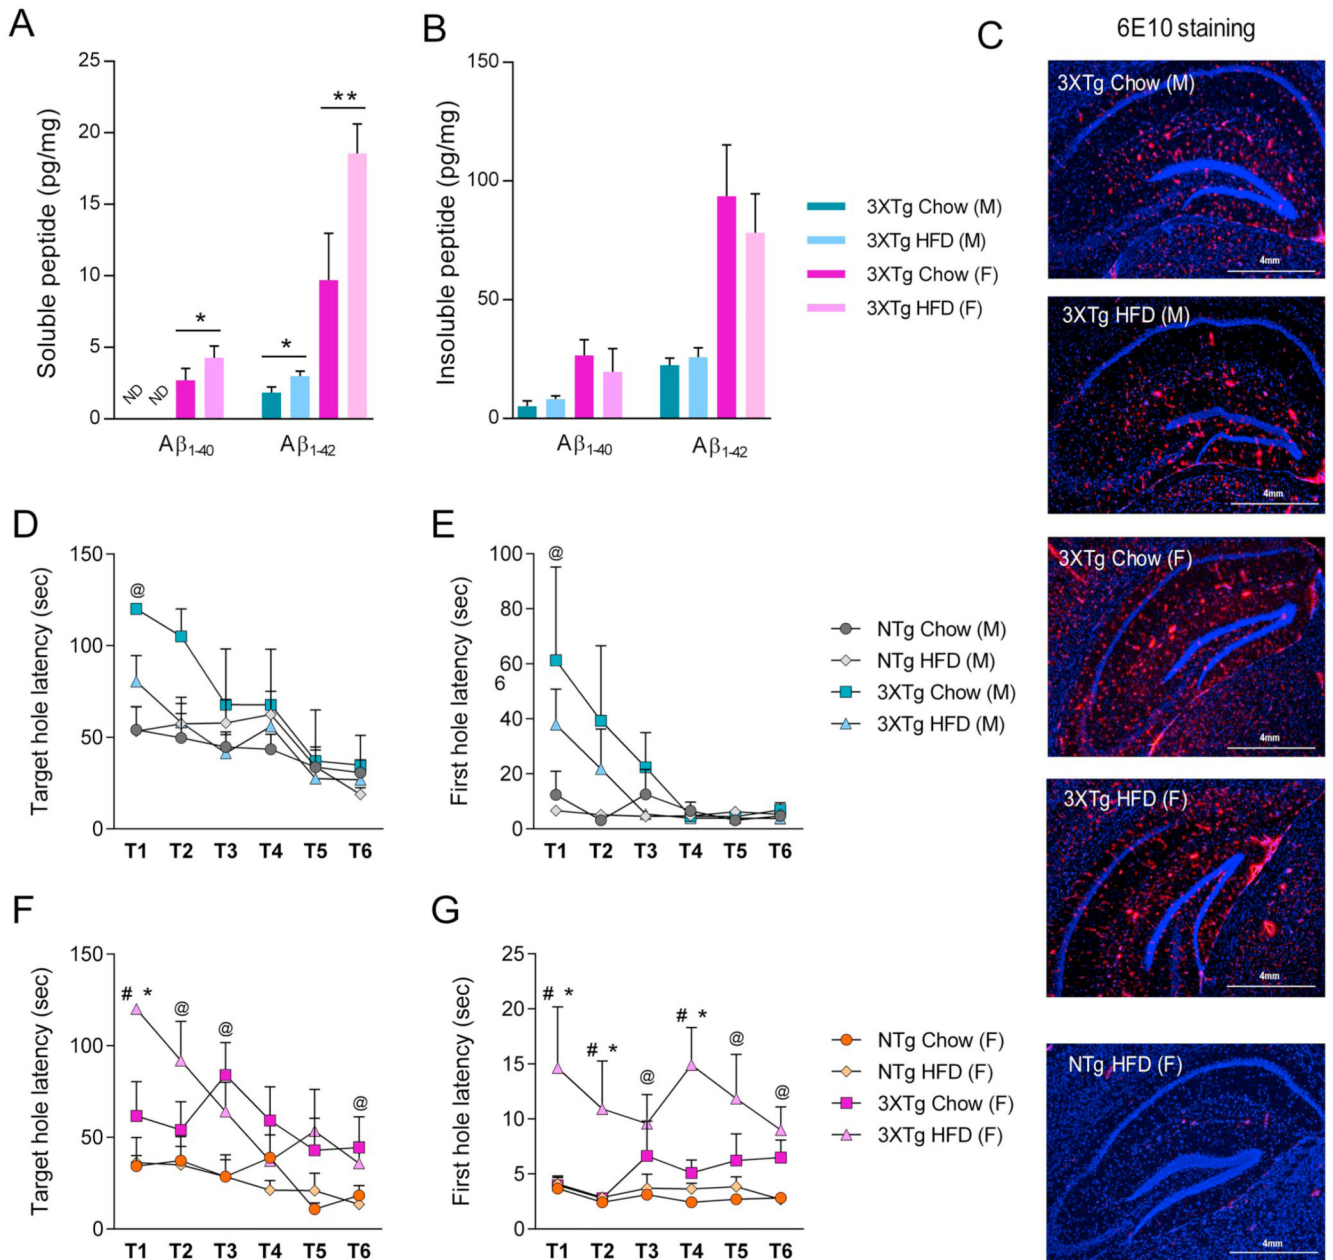 A
Soluble peptide (pg/mg)
25
20
15
10
5
0
ND
ND
*
*
**
Aβ1-40
Aβ1-42
B
Insoluble peptide (pg/mg)
150
100
50
0
Aβ1-40
Aβ1-42
3XTg Chow (M)
3XTg HFD (M)
3XTg Chow (F)
3XTg HFD (F)
C
6E10 staining
3XTg Chow (M)
4mm
3XTg HFD (M)
4mm
3XTg Chow (F)
4mm
3XTg HFD (F)
4mm
NTg HFD (F)
4mm
D
Target hole latency (sec)
150
100
50
0
@
T1 T2 T3 T4 T5 T6
E
First hole latency (sec)
100
80
60
6
40
20
0
@
T1 T2 T3 T4 T5 T6
NTg Chow (M)
NTg HFD (M)
3XTg Chow (M)
3XTg HFD (M)
F
Target hole latency (sec)
150
100
50
0
# *
@
@
@
T1 T2 T3 T4 T5 T6
G
First hole latency (sec)
25
20
15
10
5
0
# *
# *
@
# *
@
@
T1 T2 T3 T4 T5 T6
NTg Chow (F)
NTg HFD (F)
3XTg Chow (F)
3XTg HFD (F)